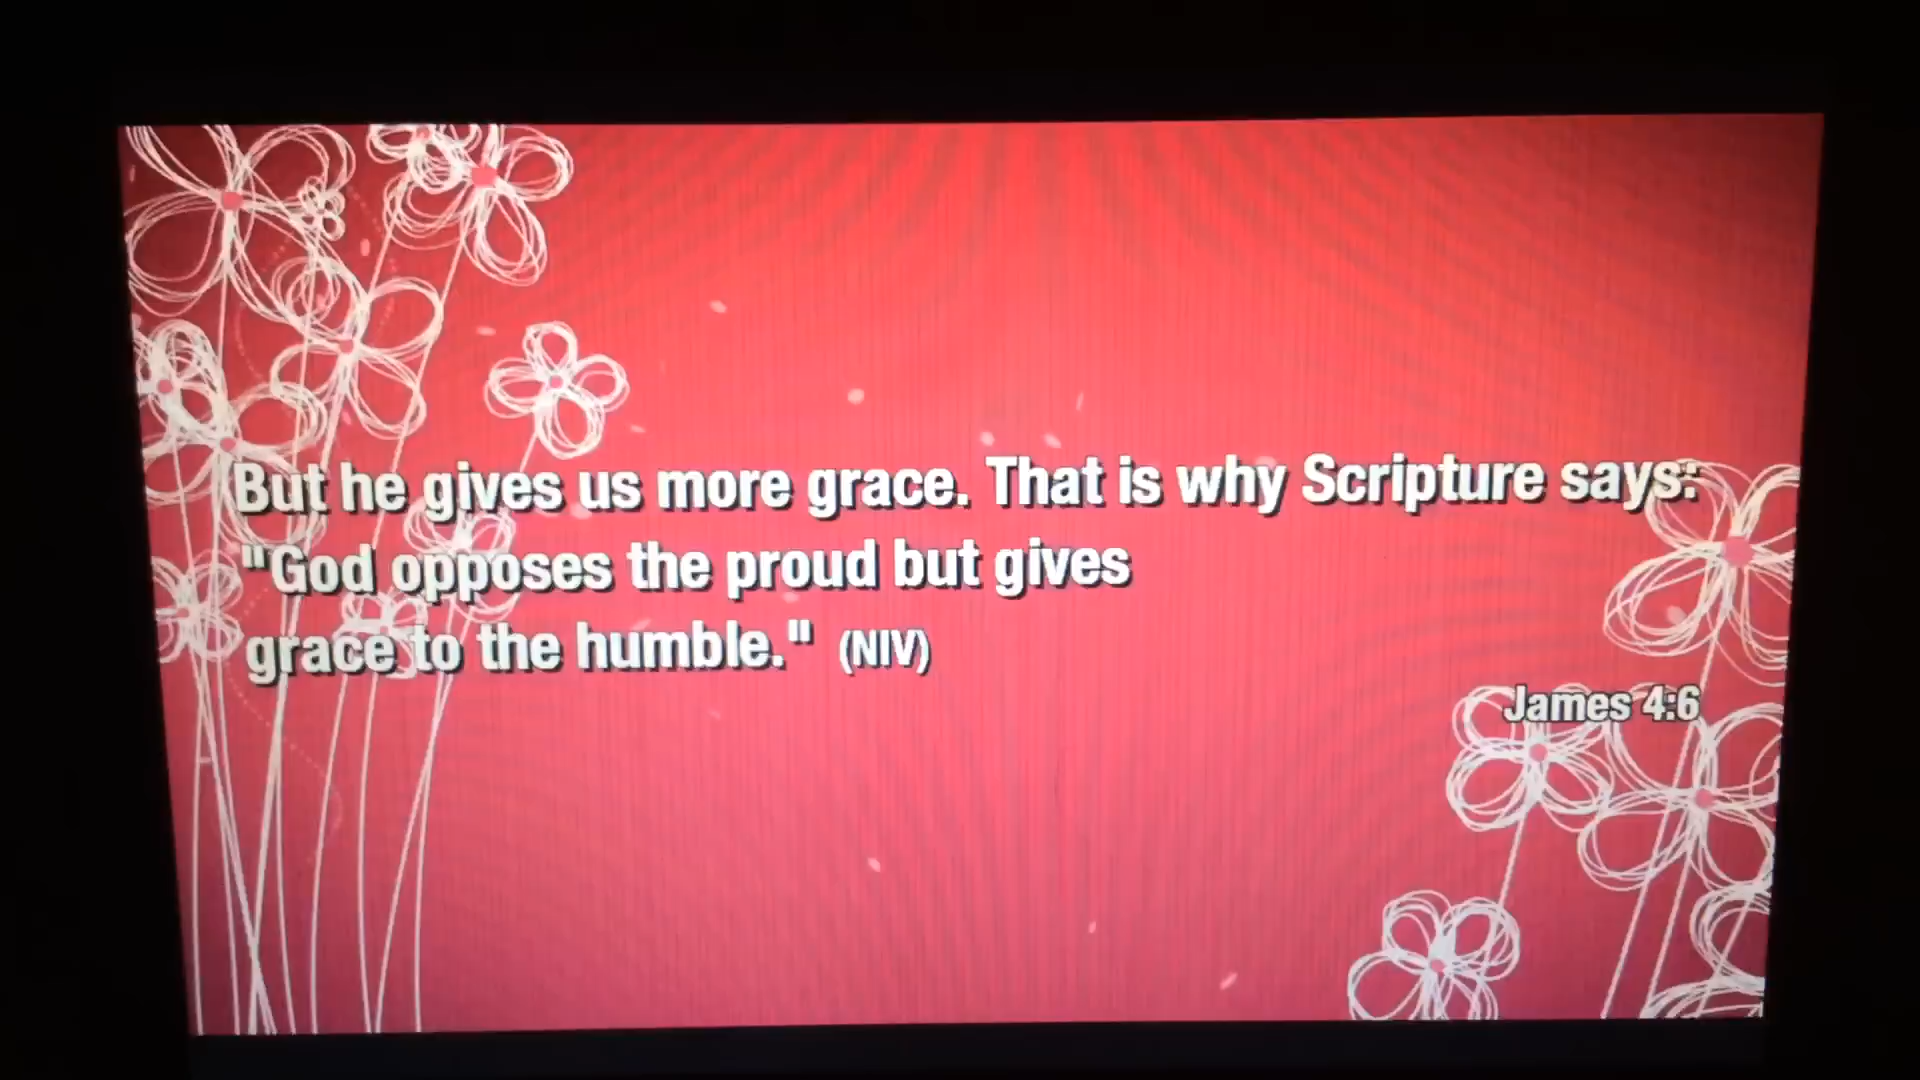 But he gives us more grace. That is why Scripture says:
"God opposes the proud but gives
grace to the humble." (NIV)
James 4:6